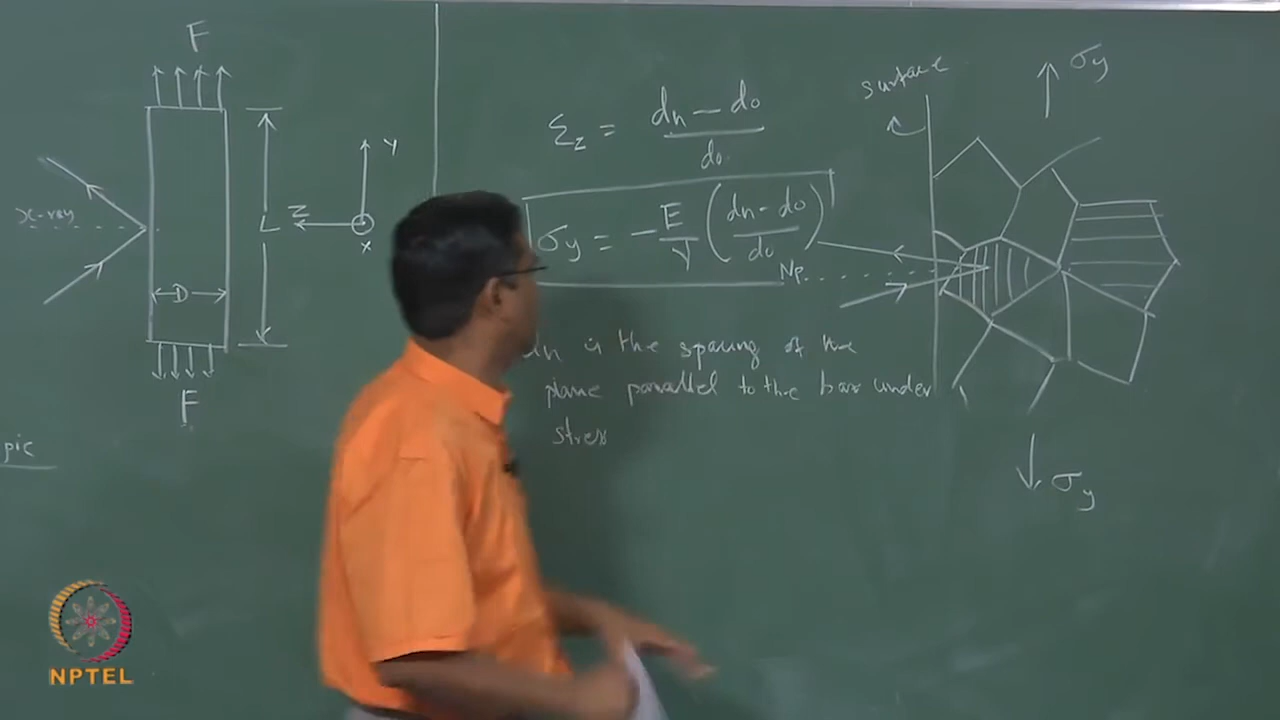 F
X-ray
D
L
Z
Y
X
F
pic
εz = dn - do / do
σy = -E/γ (dn - do / do)
dn is the spacing of the
plane parallel to the bar under
stress
surface
σy
Np
σy
NPTEL